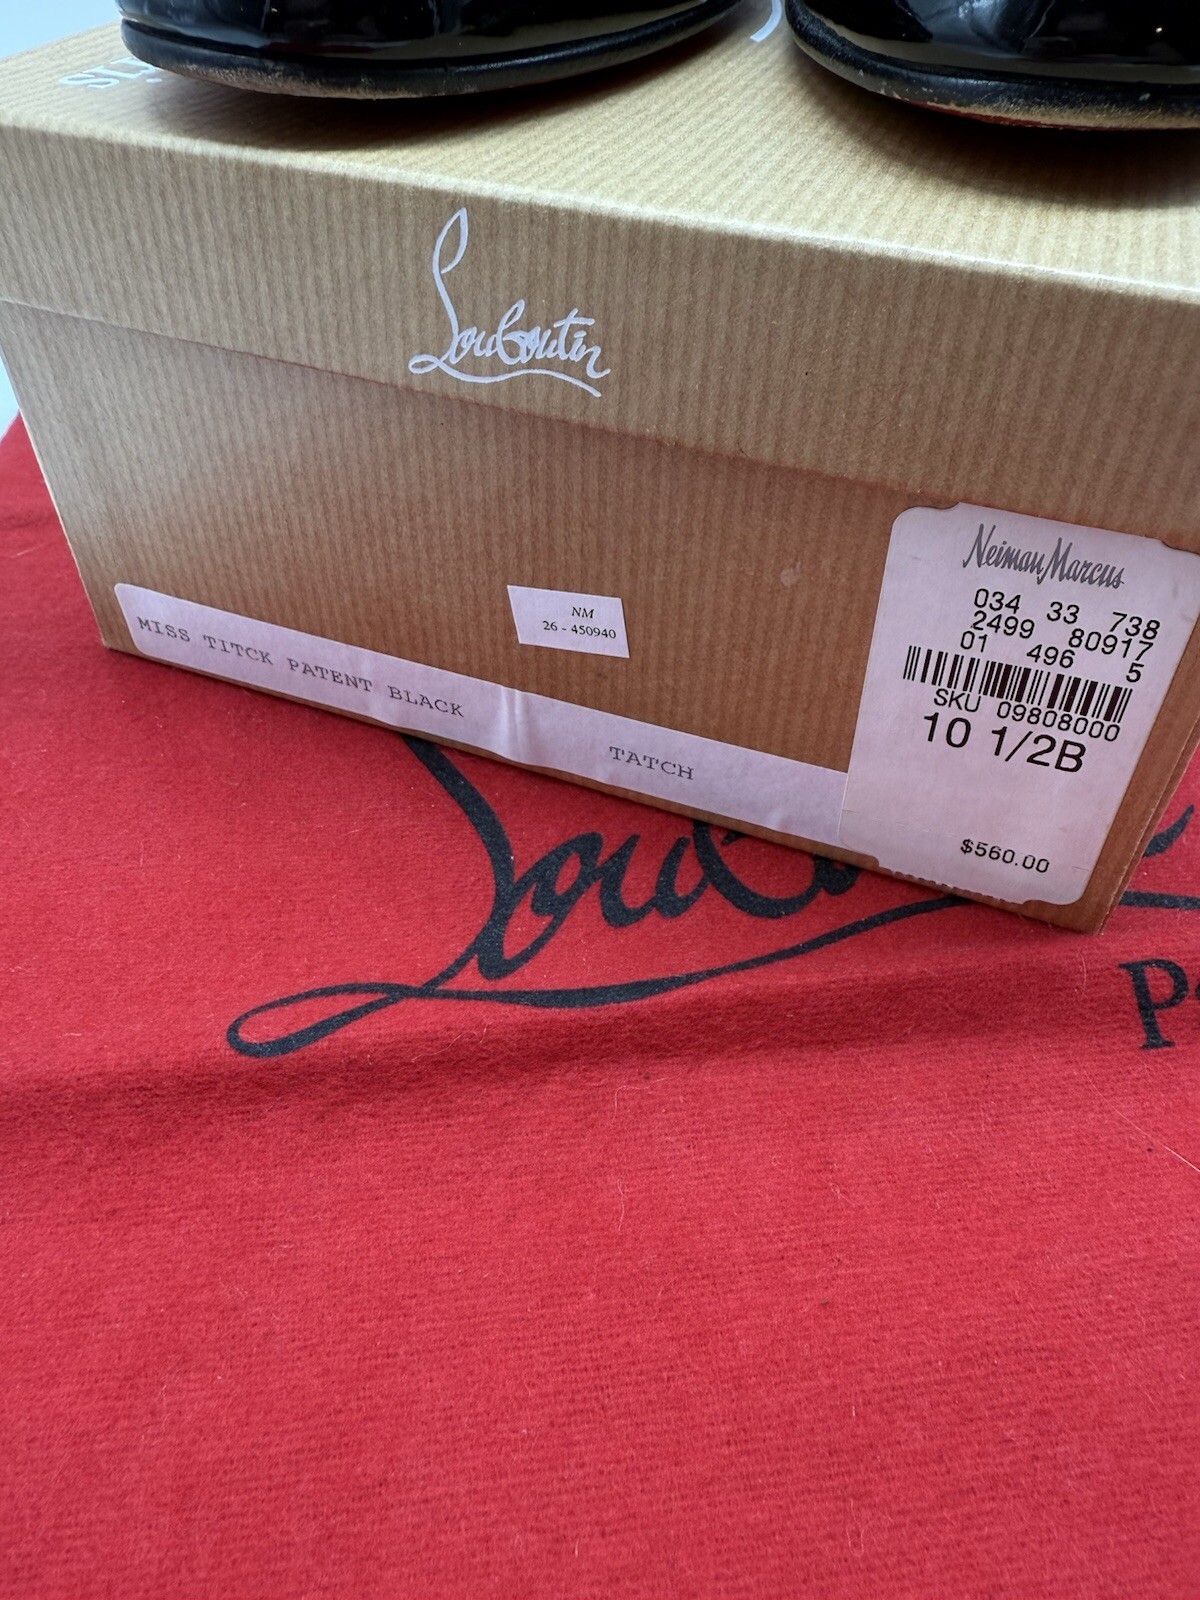 Louboutin
Neiman Marcus
034 33 738
2499 80917
01 496 5
SKU 09808000
10 1/2B
$560.00
NM
26 - 450940
MISS TITCK PATENT BLACK
TATCH
Loub